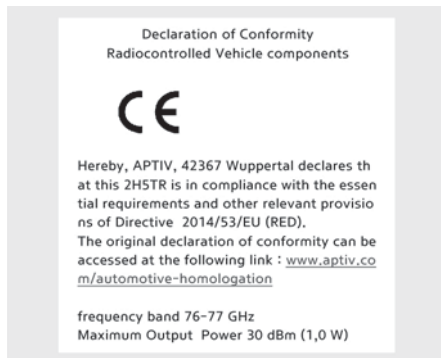 Declaration of Conformity
Radiocontrolled Vehicle components
CE
Hereby, APTIV, 42367 Wuppertal declares th
at this 2H5TR is in compliance with the essen
tial requirements and other relevant provisio
ns of Directive 2014/53/EU (RED).
The original declaration of conformity can be
accessed at the following link : www.aptiv.co
m/automotive-homologation
frequency band 76-77 GHz
Maximum Output Power 30 dBm (1,0 W)